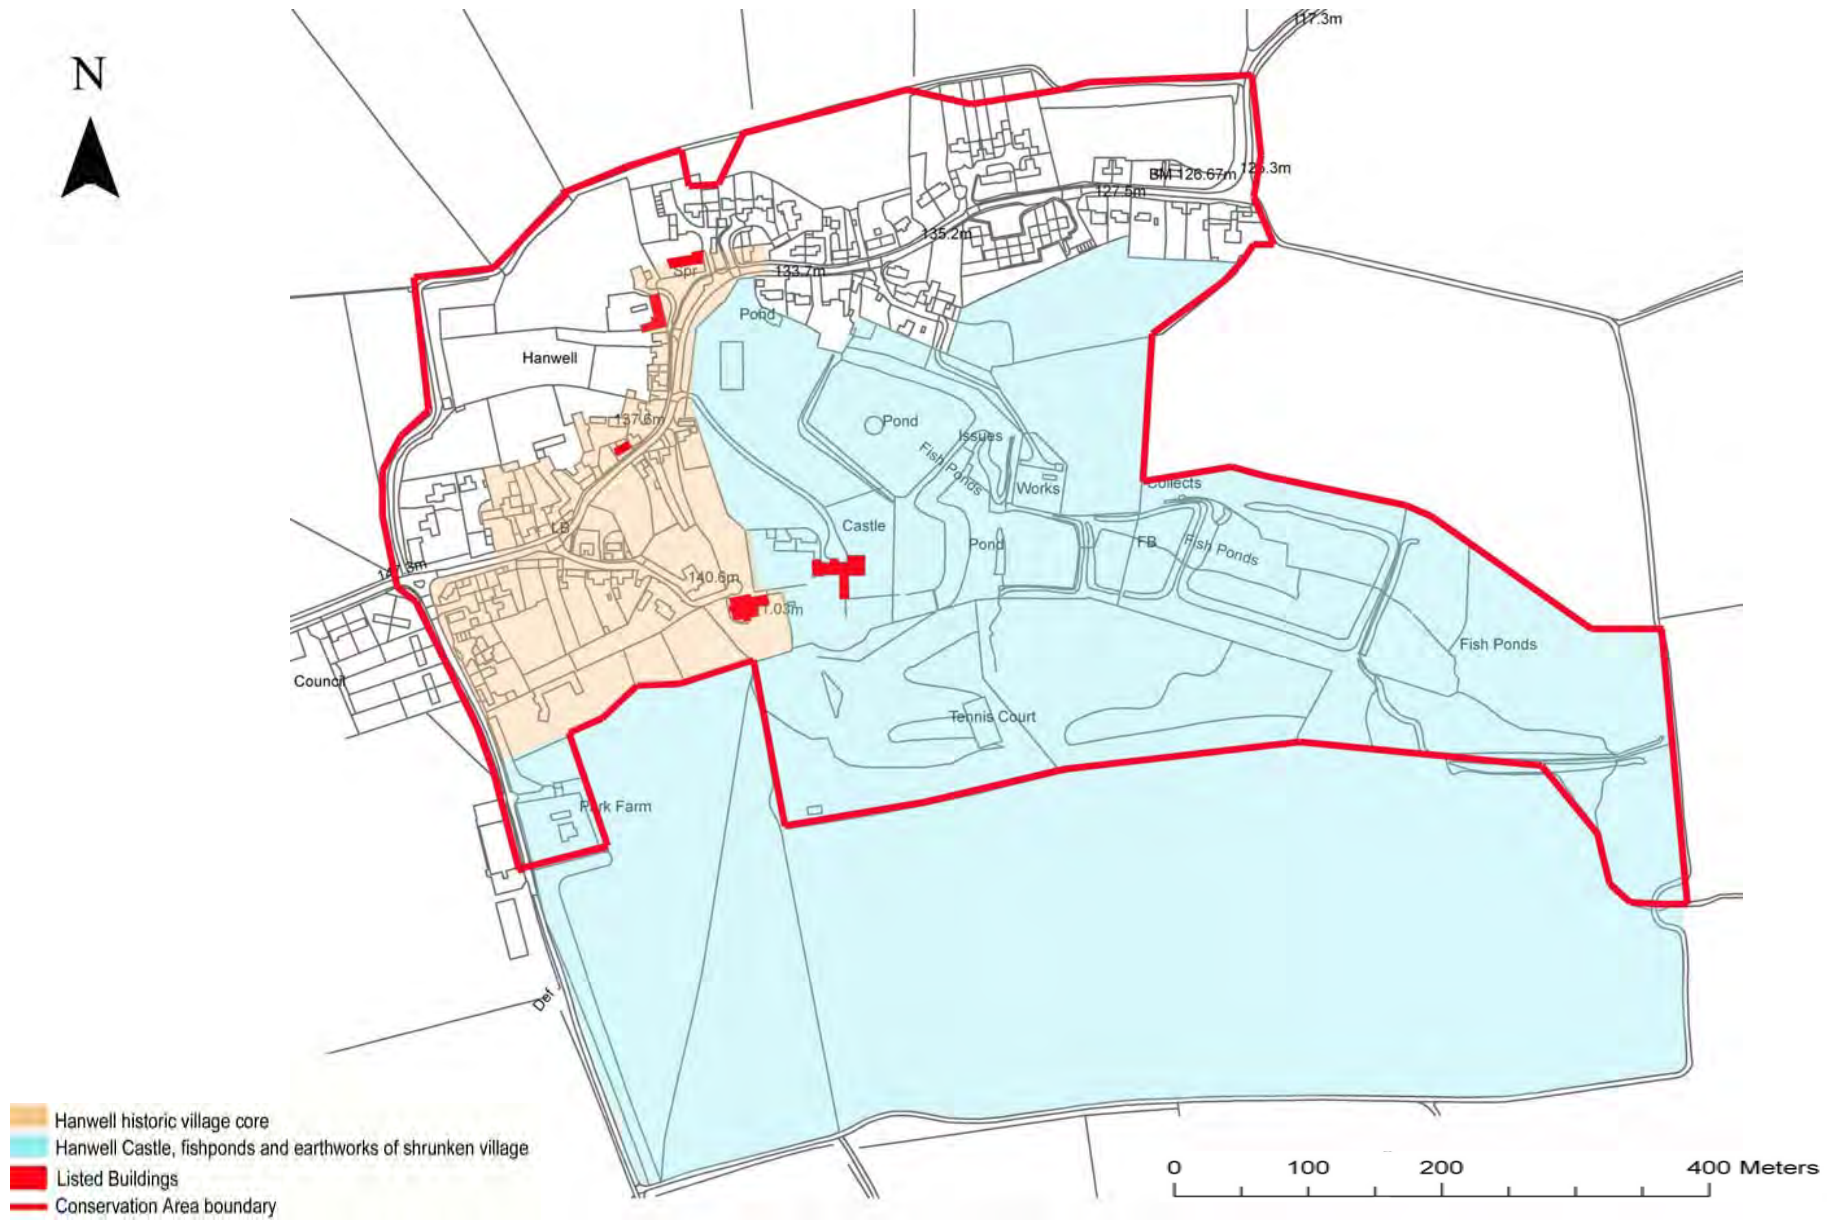 117.3m
N
BM 126.67m
125.3m
127.5m
135.2m
Spr
133.7m
Pond
Hanwell
137.6m
Pond
Issues
Fish Ponds
Works
Collects
LB
Castle
Pond
FB
Fish Ponds
140.6m
Fish Ponds
Council
Tennis Court
Park Farm
Def
Hanwell historic village core
Hanwell Castle, fishponds and earthworks of shrunken village
Listed Buildings
Conservation Area boundary
0 100 200 400 Meters